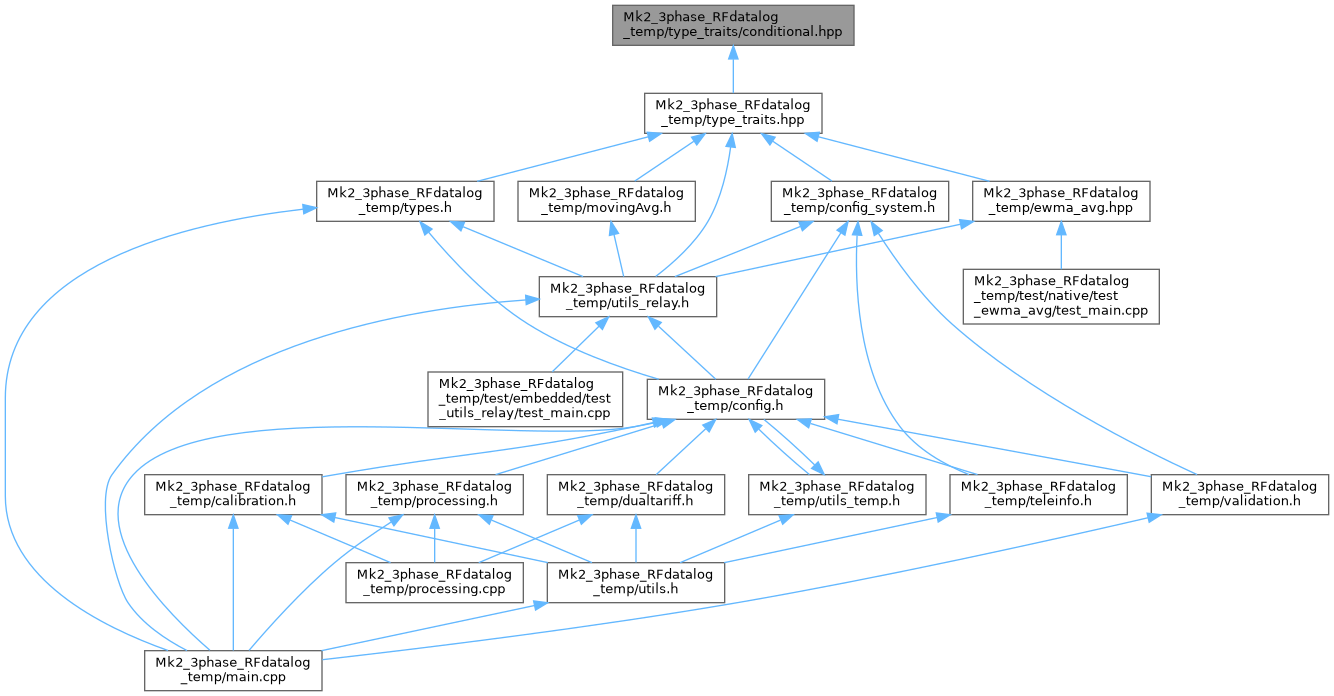 Mk2_3phase_RFdatalog
_temp/type_traits/conditional.hpp
Mk2_3phase_RFdatalog
_temp/type_traits.hpp
Mk2_3phase_RFdatalog
_temp/types.h
Mk2_3phase_RFdatalog
_temp/movingAvg.h
Mk2_3phase_RFdatalog
_temp/config_system.h
Mk2_3phase_RFdatalog
_temp/ewma_avg.hpp
Mk2_3phase_RFdatalog
_temp/utils_relay.h
Mk2_3phase_RFdatalog
_temp/test/native/test
_ewma_avg/test_main.cpp
Mk2_3phase_RFdatalog
_temp/test/embedded/test
_utils_relay/test_main.cpp
Mk2_3phase_RFdatalog
_temp/config.h
Mk2_3phase_RFdatalog
_temp/calibration.h
Mk2_3phase_RFdatalog
_temp/processing.h
Mk2_3phase_RFdatalog
_temp/dualtariff.h
Mk2_3phase_RFdatalog
_temp/utils_temp.h
Mk2_3phase_RFdatalog
_temp/teleinfo.h
Mk2_3phase_RFdatalog
_temp/validation.h
Mk2_3phase_RFdatalog
_temp/processing.cpp
Mk2_3phase_RFdatalog
_temp/utils.h
Mk2_3phase_RFdatalog
_temp/main.cpp